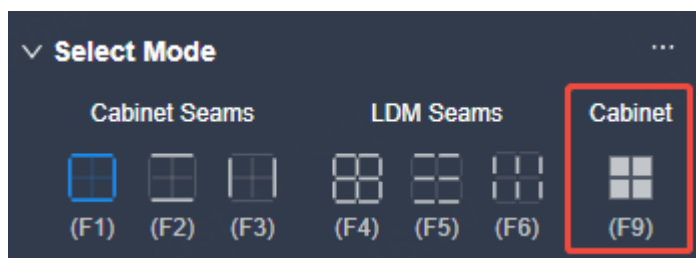 Select Mode
...
Cabinet Seams LDM Seams Cabinet
(F1) (F2) (F3) (F4) (F5) (F6) (F9)